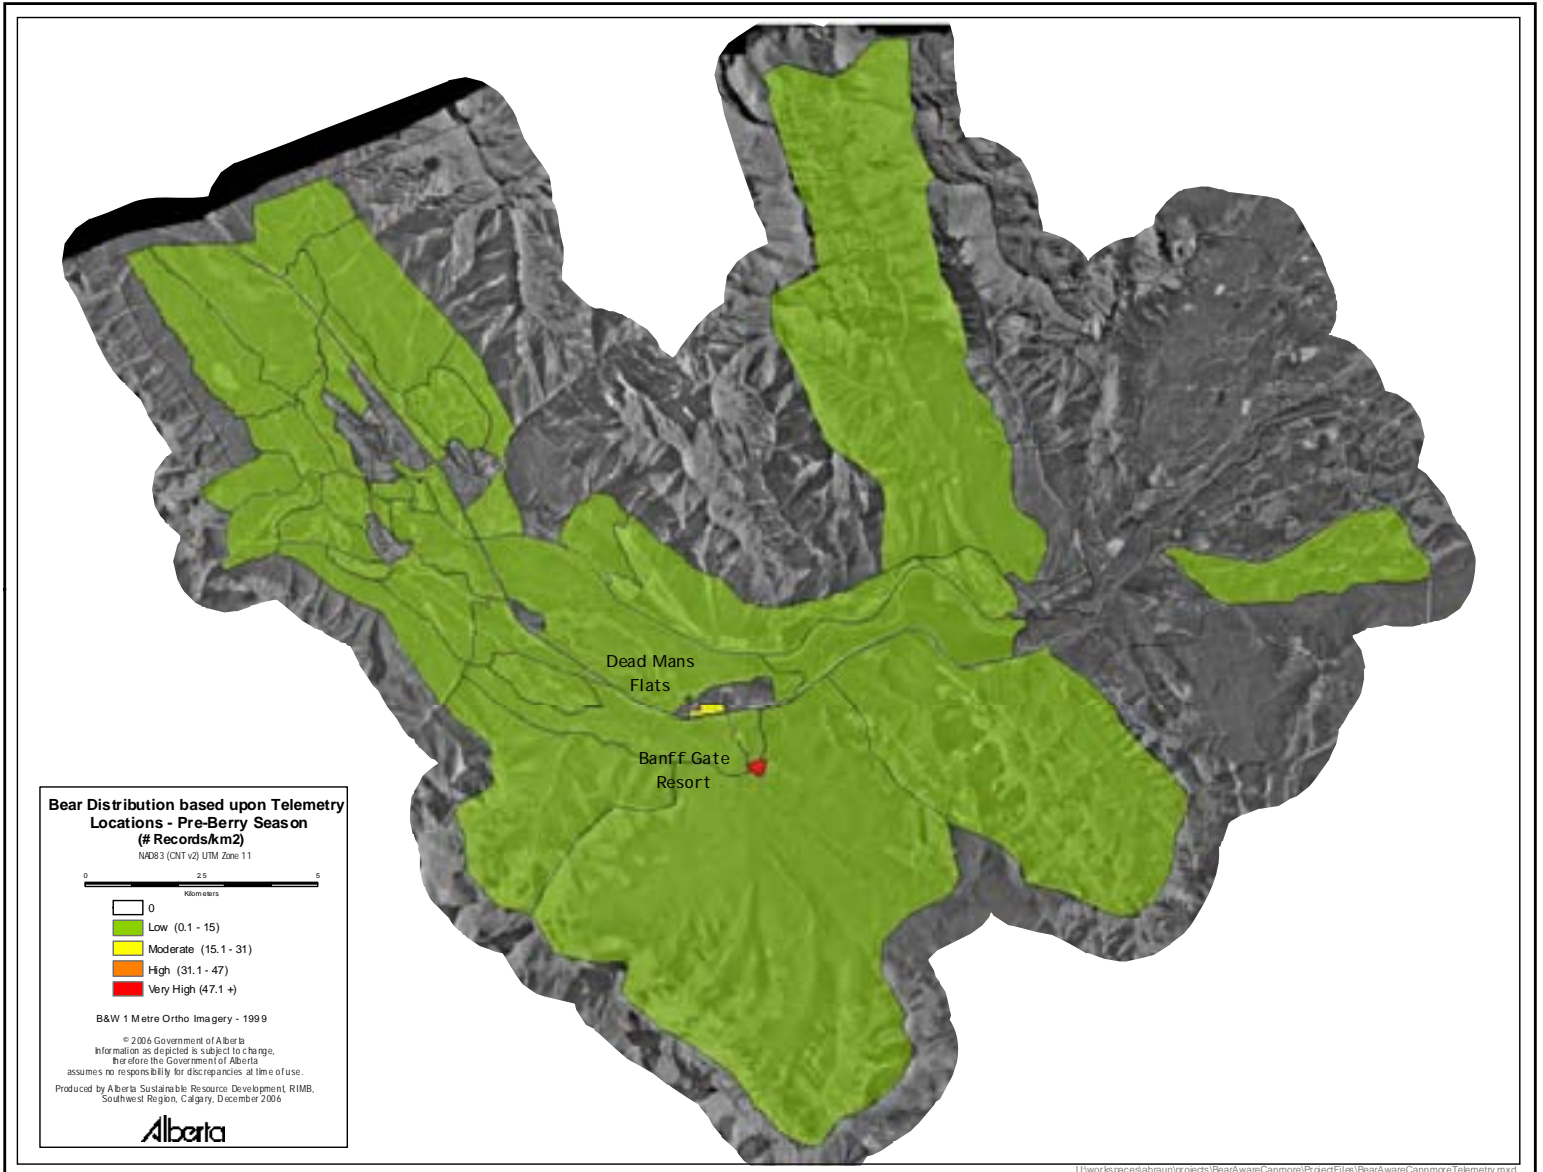 Dead Mans
Flats
Banff Gate
Resort
Bear Distribution based upon Telemetry
Locations - Pre-Berry Season
(# Records/km2)
NAD83 (CNT v2) UTM Zone 11
0 2.5 5
Kilometers
0
Low (0.1 - 15)
Moderate (15.1 - 31)
High (31.1 - 47)
Very High (47.1 +)
B&W 1 Metre Ortho Imagery - 1999
© 2006 Government of Alberta
Information as depicted is subject to change,
therefore the Government of Alberta
assumes no responsibility for discrepancies at time of use.
Produced by Alberta Sustainable Resource Development, RIMB,
Southwest Region, Calgary, December 2006
Alberta